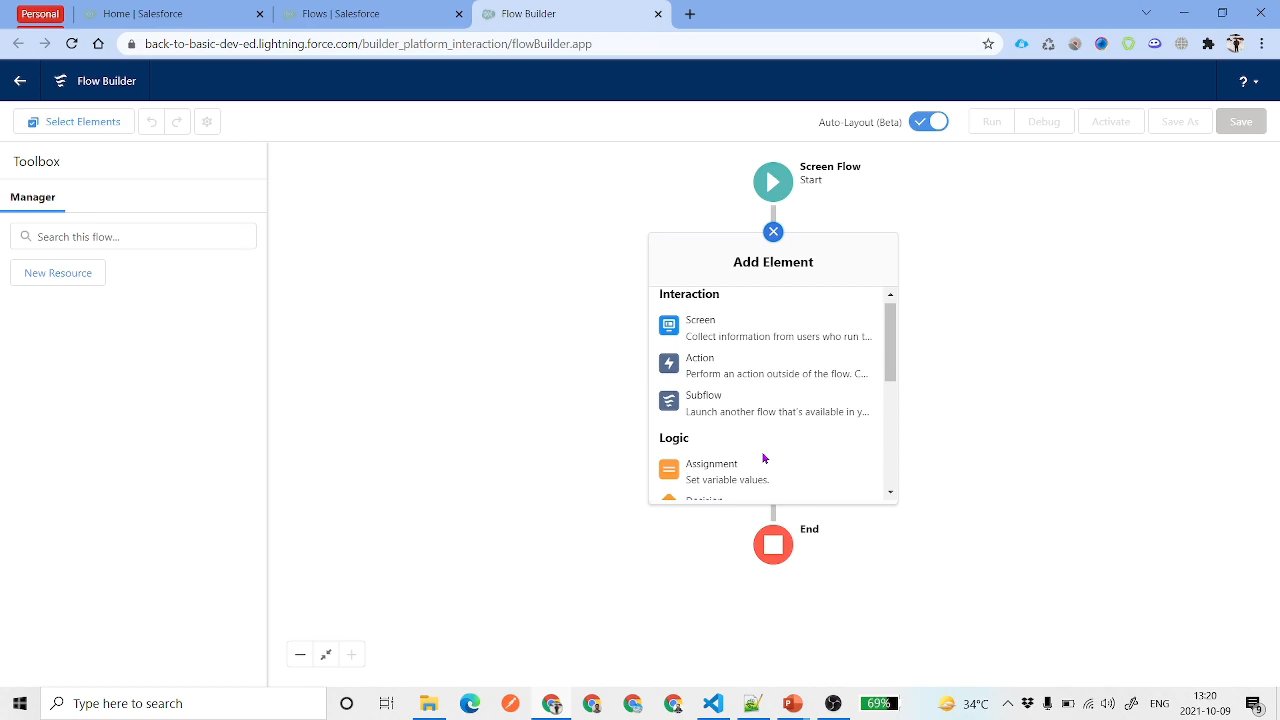 Personal
Home | Salesforce
Flows | Salesforce
Flow Builder
back-to-basic-dev-ed.lightning.force.com/builder_platform_interaction/flowBuilder.app
Flow Builder
?
Select Elements
Auto-Layout (Beta)
Run
Debug
Activate
Save As
Save
Toolbox
Manager
Search this flow...
New Resource
Screen Flow
Start
Add Element
Interaction
Screen
Collect information from users who run t...
Action
Perform an action outside of the flow. C...
Subflow
Launch another flow that's available in y...
Logic
Assignment
Set variable values.
Decision
End
Type here to search
69%
34°C
ENG
13:20
2021-10-09
6